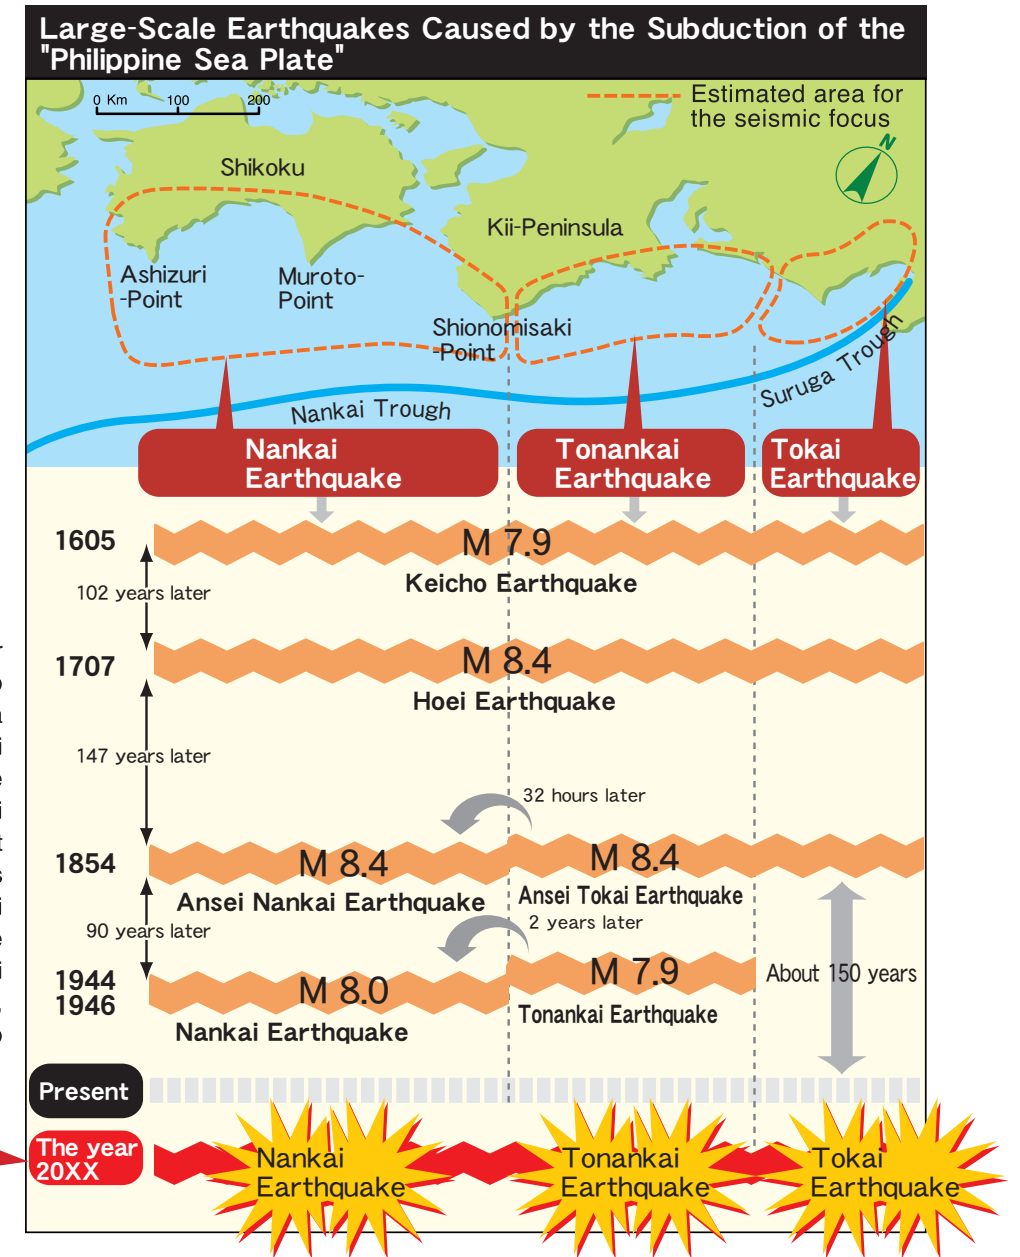 Large-Scale Earthquakes Caused by the Subduction of the
"Philippine Sea Plate"
0 Km 100 200
Estimated area for
the seismic focus
N
Shikoku
Kii-Peninsula
Ashizuri
-Point
Muroto-
Point
Shionomisaki
-Point
Suruga Trough
Nankai Trough
Nankai
Earthquake
Tonankai
Earthquake
Tokai
Earthquake
1605
M 7.9
Keicho Earthquake
102 years later
1707
M 8.4
Hoei Earthquake
147 years later
32 hours later
1854
M 8.4
M 8.4
Ansei Nankai Earthquake
Ansei Tokai Earthquake
90 years later
2 years later
1944
1946
M 8.0
M 7.9
About 150 years
Nankai Earthquake
Tonankai Earthquake
Present
The year
20XX
Nankai
Earthquake
Tonankai
Earthquake
Tokai
Earthquake